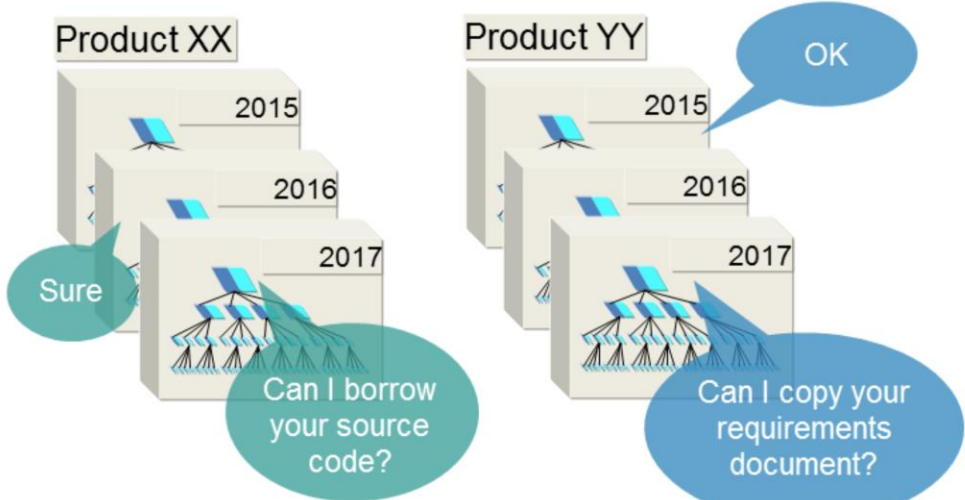 Product XX
2015
2016
2017
Sure
Can I borrow
your source
code?
Product YY
OK
2015
2016
2017
Can I copy your
requirements
document?